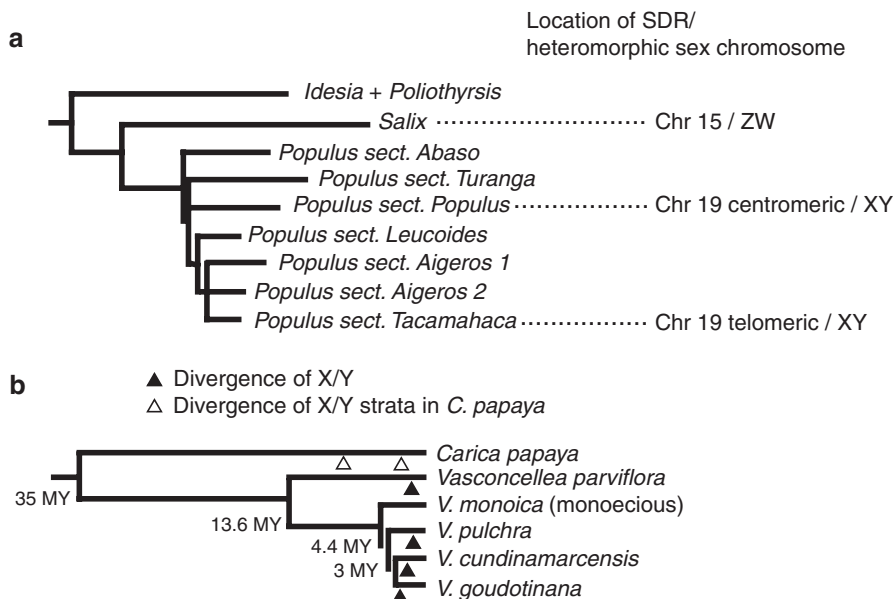 a
Location of SDR/
heteromorphic sex chromosome
Idesia + Poliothyrsis
Salix ........................ Chr 15 / ZW
Populus sect. Abaso
Populus sect. Turanga
Populus sect. Populus ............... Chr 19 centromeric / XY
Populus sect. Leucoides
Populus sect. Aigeros 1
Populus sect. Aigeros 2
Populus sect. Tacamahaca ............... Chr 19 telomeric / XY
b
▲ Divergence of X/Y
△ Divergence of X/Y strata in C. papaya
Carica papaya
Vasconcellea parviflora
35 MY
V. monoica (monoecious)
13.6 MY
V. pulchra
4.4 MY
V. cundinamarcensis
3 MY
V. goudotinana